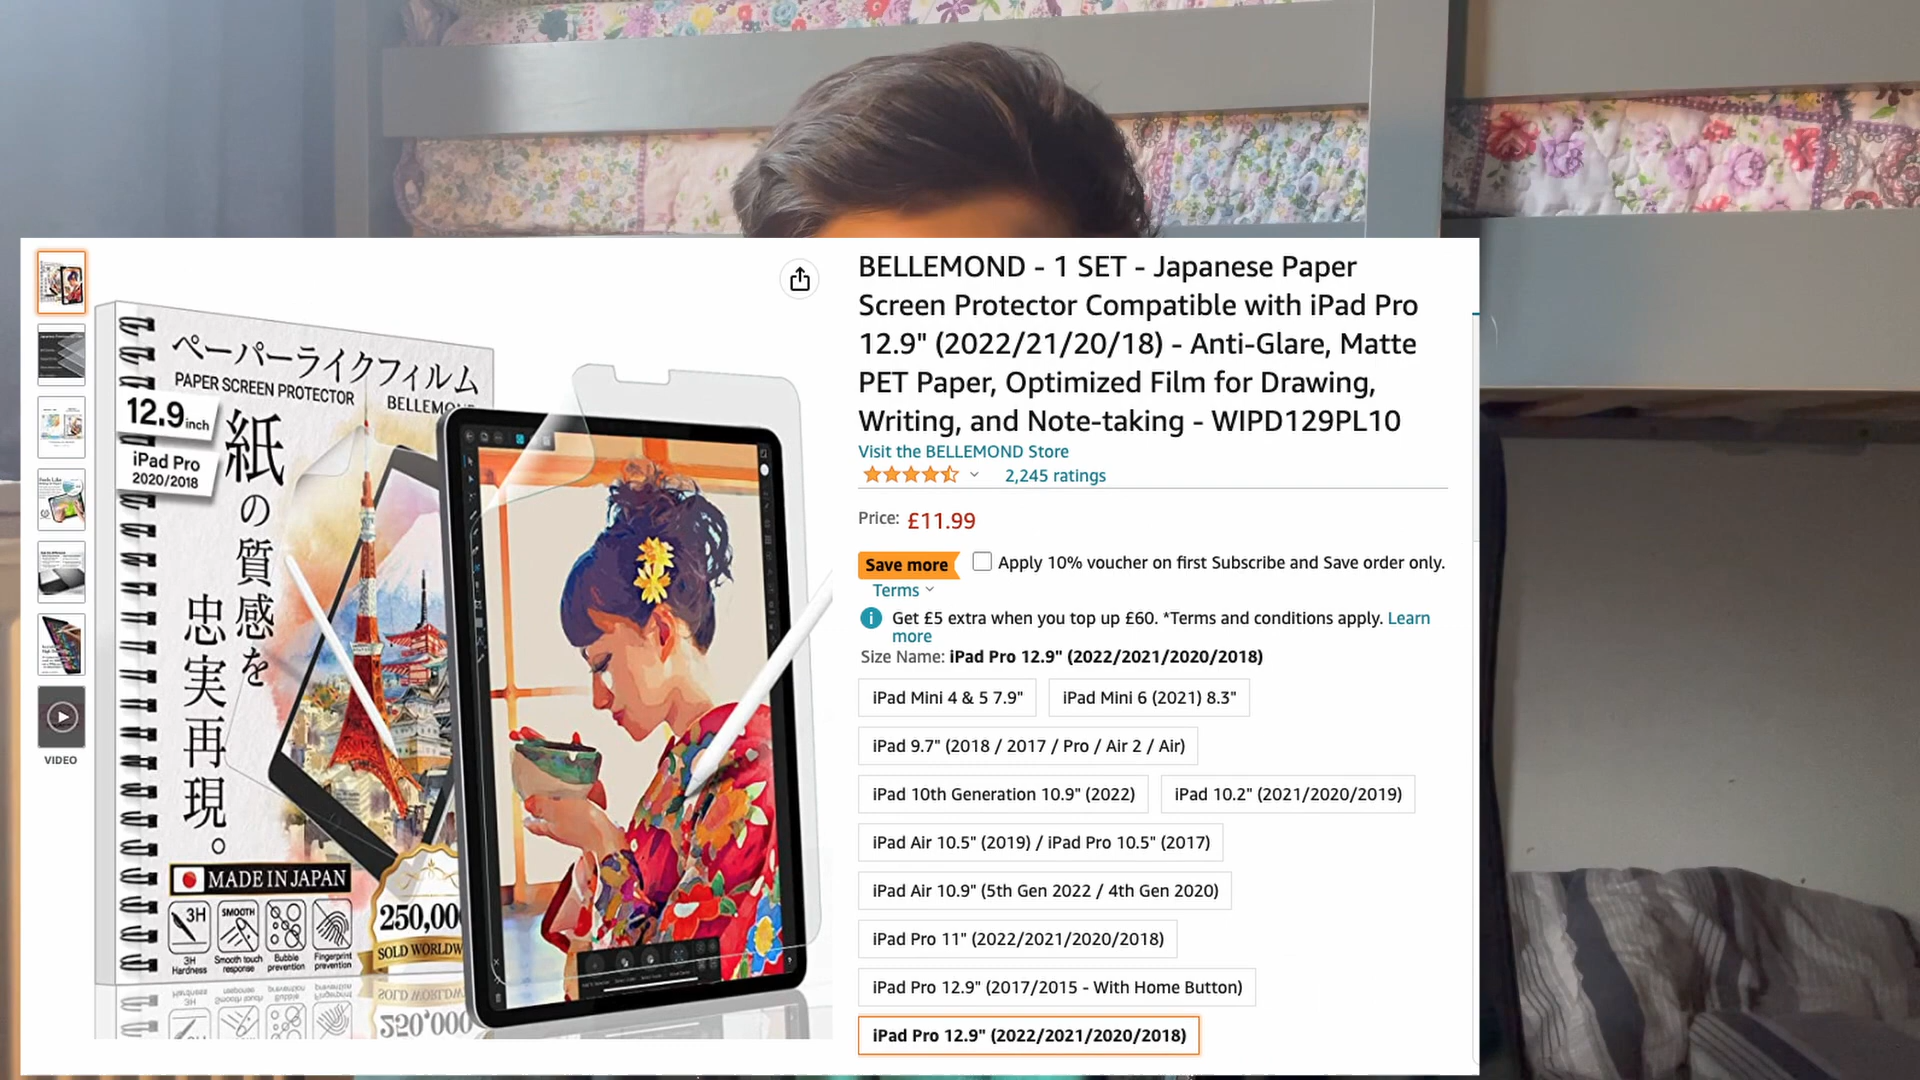 ペーパーライクフィルム
PAPER SCREEN PROTECTOR
BELLEMOND
12.9inch
iPad Pro
2020/2018
紙の質感を
忠実再現。
MADE IN JAPAN
3H
SMOOTH
3H
Hardness
Smooth touch
response
Bubble
prevention
Fingerprint
prevention
250,00
SOLD WORLDW
VIDEO
BELLEMOND - 1 SET - Japanese Paper
Screen Protector Compatible with iPad Pro
12.9" (2022/21/20/18) - Anti-Glare, Matte
PET Paper, Optimized Film for Drawing,
Writing, and Note-taking - WIPD129PL10
Visit the BELLEMOND Store
2,245 ratings
Price: £11.99
Save more Apply 10% voucher on first Subscribe and Save order only.
Terms
Get £5 extra when you top up £60. *Terms and conditions apply. Learn
more
Size Name: iPad Pro 12.9" (2022/2021/2020/2018)
iPad Mini 4 & 5 7.9" iPad Mini 6 (2021) 8.3"
iPad 9.7" (2018 / 2017 / Pro / Air 2 / Air)
iPad 10th Generation 10.9" (2022) iPad 10.2" (2021/2020/2019)
iPad Air 10.5" (2019) / iPad Pro 10.5" (2017)
iPad Air 10.9" (5th Gen 2022 / 4th Gen 2020)
iPad Pro 11" (2022/2021/2020/2018)
iPad Pro 12.9" (2017/2015 - With Home Button)
iPad Pro 12.9" (2022/2021/2020/2018)